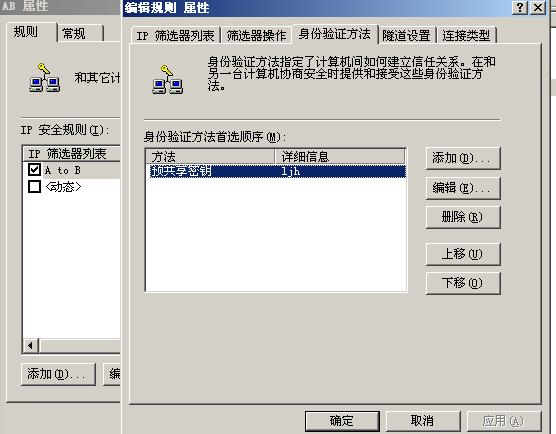 AB 属性
规则
常规
和其它计
IP 安全规则(I):
IP 筛选器列表
A to B
<动态>
添加(D)...
编
编辑规则 属性
IP 筛选器列表
筛选器操作
身份验证方法
隧道设置
连接类型
身份验证方法指定了计算机间如何建立信任关系。在和
另一台计算机协商安全时提供和接受这些身份验证方
法。
身份验证方法首选顺序(M):
方法
详细信息
预共享密钥
ljh
添加(D)...
编辑(E)...
删除(R)
上移(U)
下移(O)
确定
取消
应用(A)